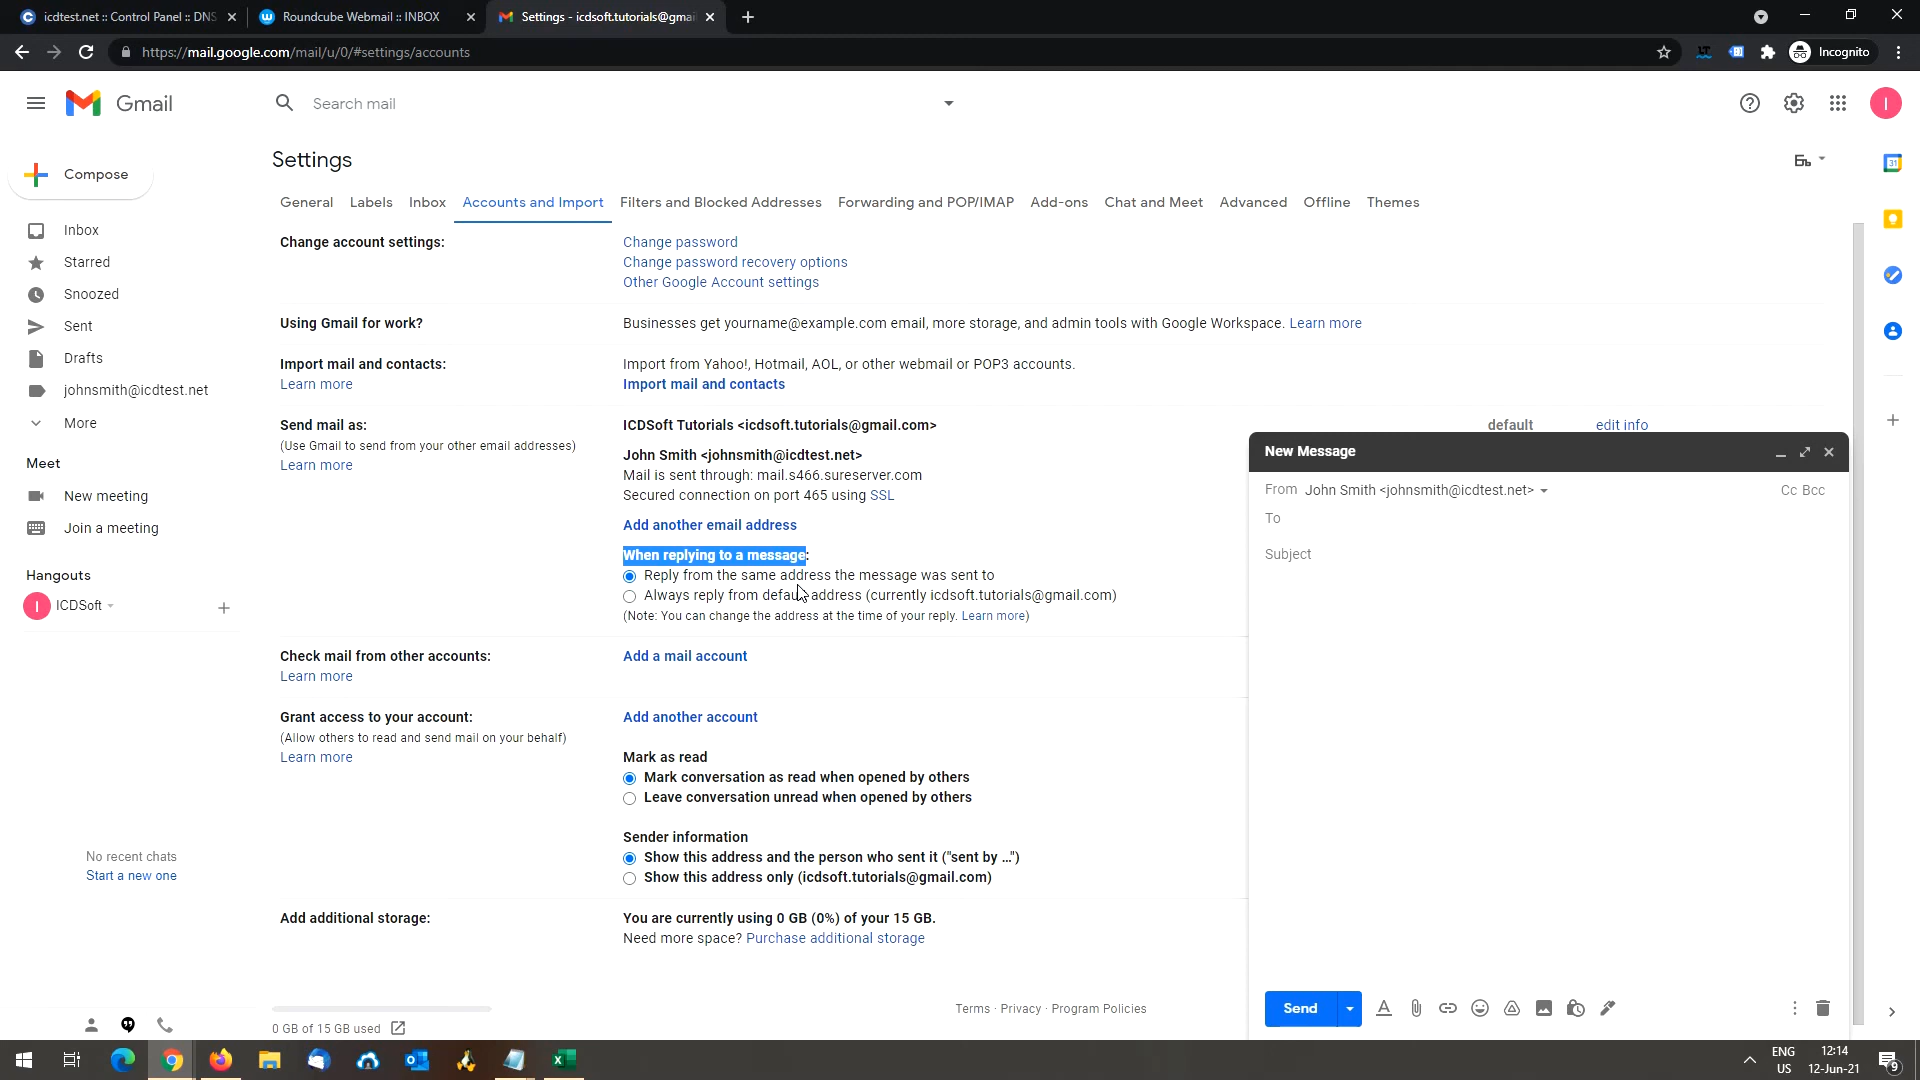 icdtest.net :: Control Panel :: DNS
Roundcube Webmail :: INBOX
Settings - icdsoft.tutorials@gmai
https://mail.google.com/mail/u/0/#settings/accounts
Incognito
Gmail
Search mail
Compose
Inbox
Starred
Snoozed
Sent
Drafts
johnsmith@icdtest.net
More
Meet
New meeting
Join a meeting
Hangouts
ICDSoft
No recent chats
Start a new one
Settings
General Labels Inbox Accounts and Import Filters and Blocked Addresses Forwarding and POP/IMAP Add-ons Chat and Meet Advanced Offline Themes
Change account settings:
Change password
Change password recovery options
Other Google Account settings
Using Gmail for work?
Businesses get yourname@example.com email, more storage, and admin tools with Google Workspace. Learn more
Import mail and contacts:
Learn more
Import from Yahoo!, Hotmail, AOL, or other webmail or POP3 accounts.
Import mail and contacts
Send mail as:
(Use Gmail to send from your other email addresses)
Learn more
ICDSoft Tutorials <icdsoft.tutorials@gmail.com>
default
edit info
John Smith <johnsmith@icdtest.net>
Mail is sent through: mail.s466.sureserver.com
Secured connection on port 465 using SSL
Add another email address
When replying to a message:
Reply from the same address the message was sent to
Always reply from default address (currently icdsoft.tutorials@gmail.com)
(Note: You can change the address at the time of your reply. Learn more)
Check mail from other accounts:
Learn more
Add a mail account
Grant access to your account:
(Allow others to read and send mail on your behalf)
Learn more
Add another account
Mark as read
Mark conversation as read when opened by others
Leave conversation unread when opened by others
Sender information
Show this address and the person who sent it ("sent by ...")
Show this address only (icdsoft.tutorials@gmail.com)
Add additional storage:
You are currently using 0 GB (0%) of your 15 GB.
Need more space? Purchase additional storage
0 GB of 15 GB used
Terms · Privacy · Program Policies
New Message
From John Smith <johnsmith@icdtest.net>
Cc Bcc
To
Subject
Send
I
I
31
ENG
US
12:14
12-Jun-21
9